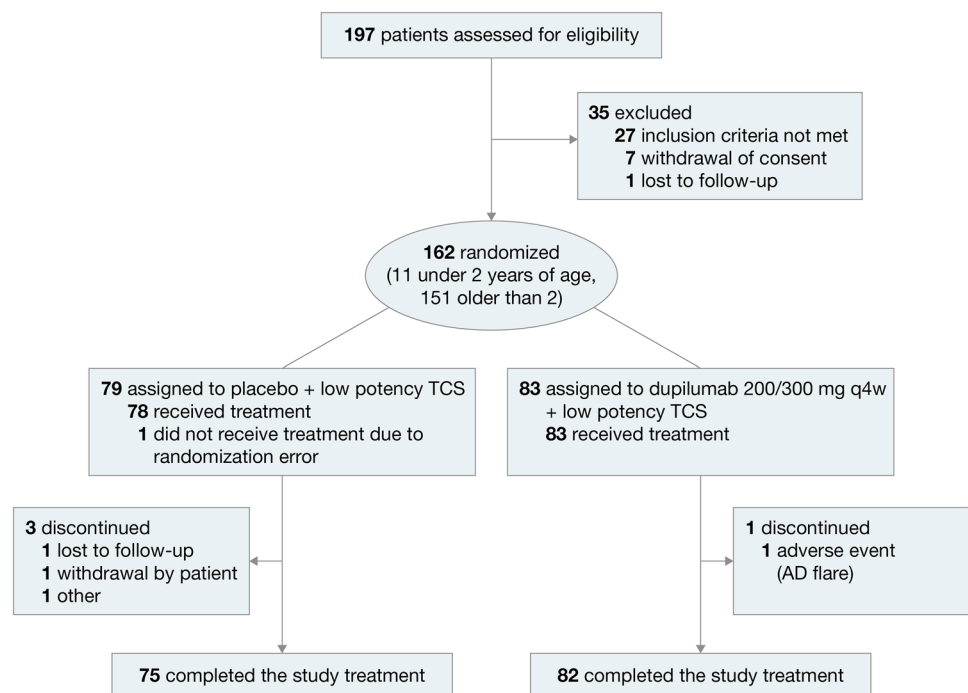 197 patients assessed for eligibility
35 excluded
27 inclusion criteria not met
7 withdrawal of consent
1 lost to follow-up
162 randomized
(11 under 2 years of age,
151 older than 2)
79 assigned to placebo + low potency TCS
78 received treatment
1 did not receive treatment due to
randomization error
83 assigned to dupilumab 200/300 mg q4w
+ low potency TCS
83 received treatment
3 discontinued
1 lost to follow-up
1 withdrawal by patient
1 other
1 discontinued
1 adverse event
(AD flare)
75 completed the study treatment
82 completed the study treatment